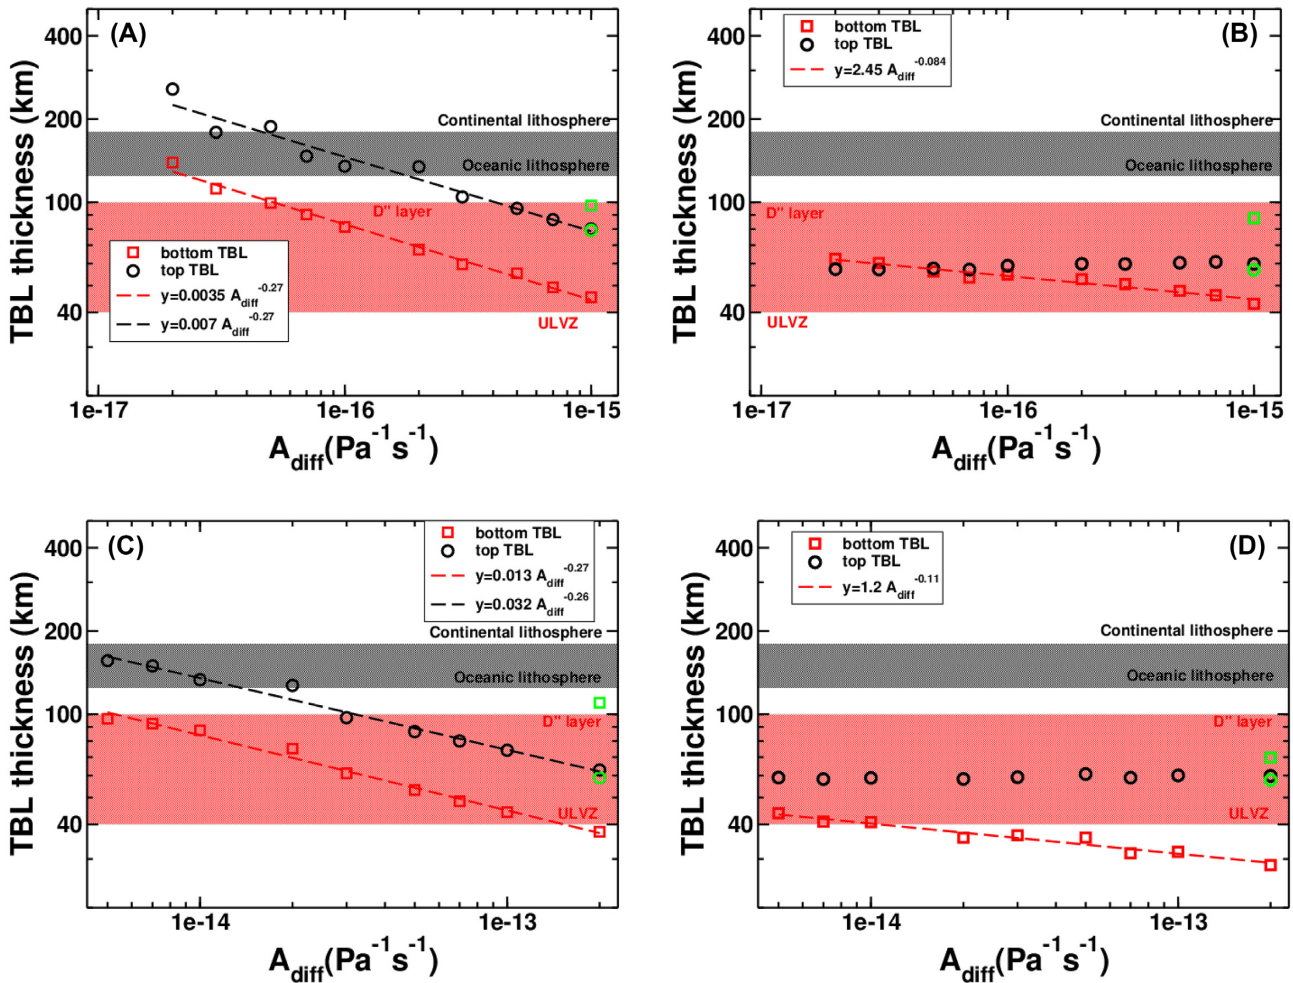 (A)
400
200
100
40
TBL thickness (km)
Continental lithosphere
Oceanic lithosphere
D" layer
bottom TBL
top TBL
y=0.0035 A_diff^-0.27
y=0.007 A_diff^-0.27
ULVZ
1e-17 1e-16 1e-15
A_diff(Pa^-1s^-1)
(B)
bottom TBL
top TBL
y=2.45 A_diff^-0.084
400
200
100
40
TBL thickness (km)
Continental lithosphere
Oceanic lithosphere
D" layer
ULVZ
1e-17 1e-16 1e-15
A_diff(Pa^-1s^-1)
(C)
bottom TBL
top TBL
y=0.013 A_diff^-0.27
y=0.032 A_diff^-0.26
400
200
100
40
TBL thickness (km)
Continental lithosphere
Oceanic lithosphere
D" layer
ULVZ
1e-14 1e-13
A_diff(Pa^-1s^-1)
(D)
bottom TBL
top TBL
y=1.2 A_diff^-0.11
400
200
100
40
TBL thickness (km)
Continental lithosphere
Oceanic lithosphere
D" layer
ULVZ
1e-14 1e-13
A_diff(Pa^-1s^-1)